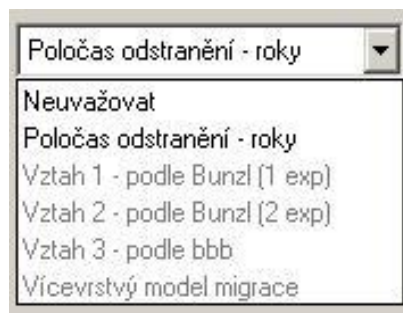 Poločas odstranění - roky
Neuvažovat
Poločas odstranění - roky
Vztah 1 - podle Bunzl (1 exp)
Vztah 2 - podle Bunzl (2 exp)
Vztah 3 - podle bbb
Vícevrstvý model migrace